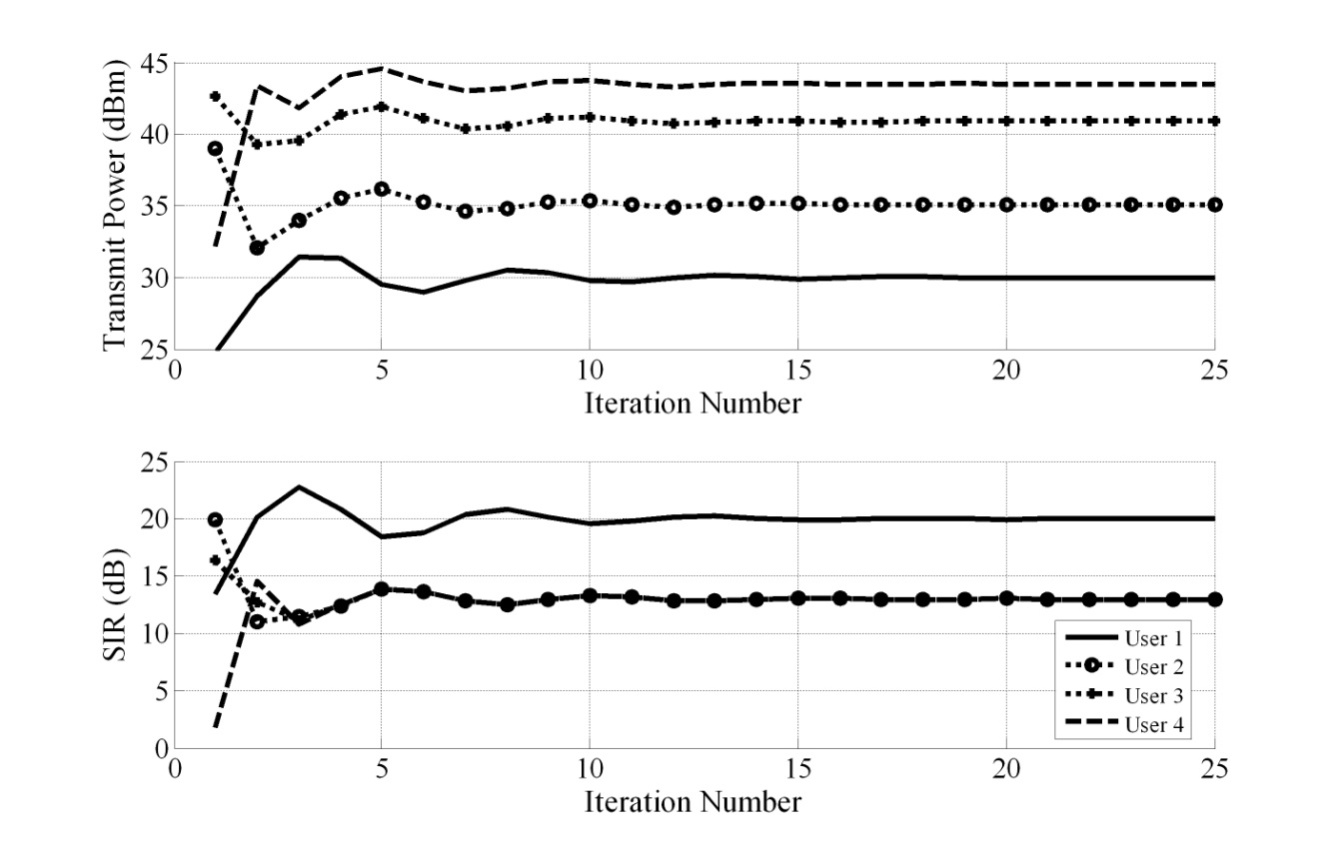 Transmit Power (dBm)
45
40
35
30
25
0
5
10
15
20
25
Iteration Number
SIR (dB)
25
20
15
10
5
0
User 1
User 2
User 3
User 4
0
5
10
15
20
25
Iteration Number